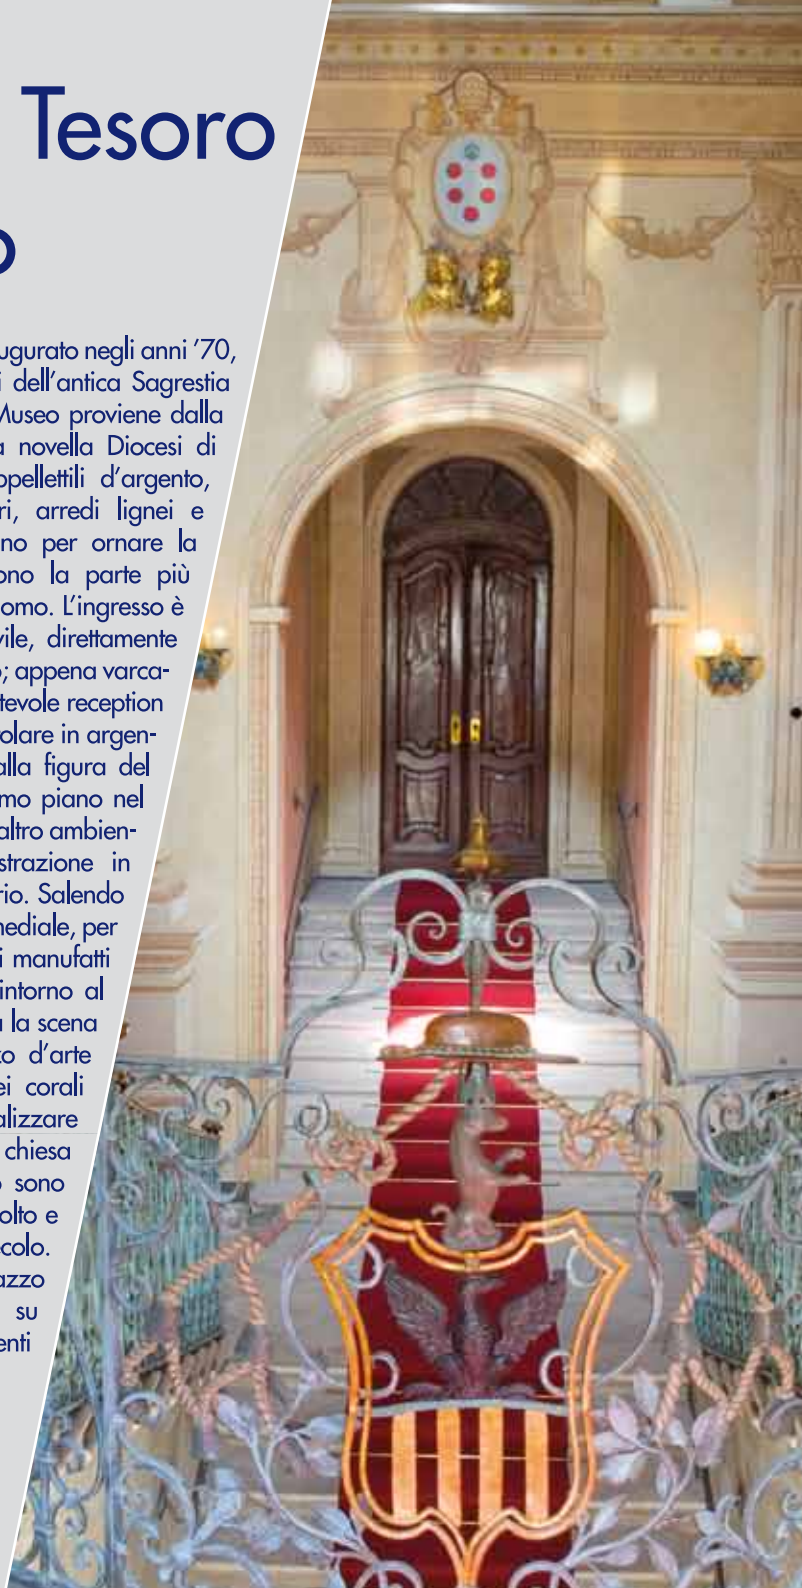 Tesoro
o
ugurato negli anni ’70,
i dell’antica Sagrestia
Museo proviene dalla
a novella Diocesi di
ppellettili d’argento,
ri, arredi lignei e
no per ornare la
ono la parte più
omo. L’ingresso è
vile, direttamente
o; appena varca-
tevole reception
olare in argen-
alla figura del
mo piano nel
altro ambien-
strazione in
rio. Salendo
nediale, per
i manufatti
intorno al
a la scena
o d’arte
ei corali
alizzare
chiesa
o sono
olto e
ecolo.
azzo
su
enti